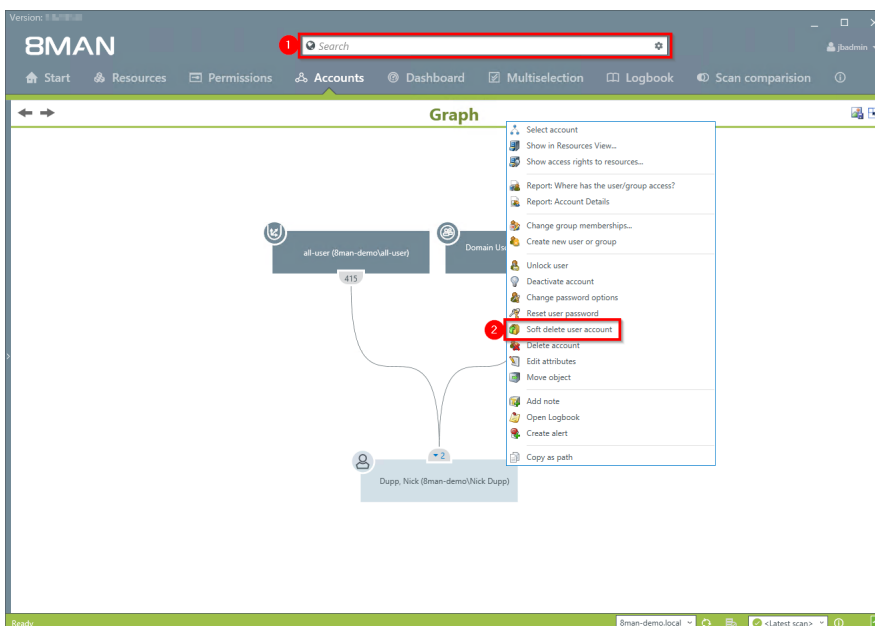 Version:
8MAN
1
Search
jbadmin
Start
Resources
Permissions
Accounts
Dashboard
Multiselection
Logbook
Scan comparision
Graph
Select account
Show in Resources View...
Show access rights to resources...
Report: Where has the user/group access?
Report: Account Details
Change group memberships...
Create new user or group
all-user (8man-demo\all-user)
Domain
415
Unlock user
Deactivate account
Change password options
Reset user password
2
Soft delete user account
Delete account
Edit attributes
Move object
Add note
Open Logbook
Create alert
Copy as path
2
Dupp, Nick (8man-demo\Nick Dupp)
Ready
8man-demo.local
<Latest scan>